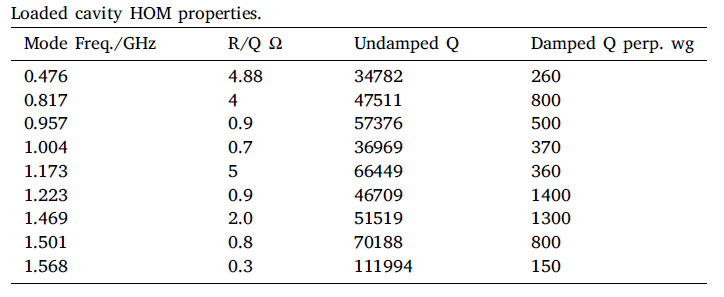 Loaded cavity HOM properties.
Mode Freq./GHz R/Q Ω Undamped Q Damped Q perp. wg
0.476 4.88 34782 260
0.817 4 47511 800
0.957 0.9 57376 500
1.004 0.7 36969 370
1.173 5 66449 360
1.223 0.9 46709 1400
1.469 2.0 51519 1300
1.501 0.8 70188 800
1.568 0.3 111994 150